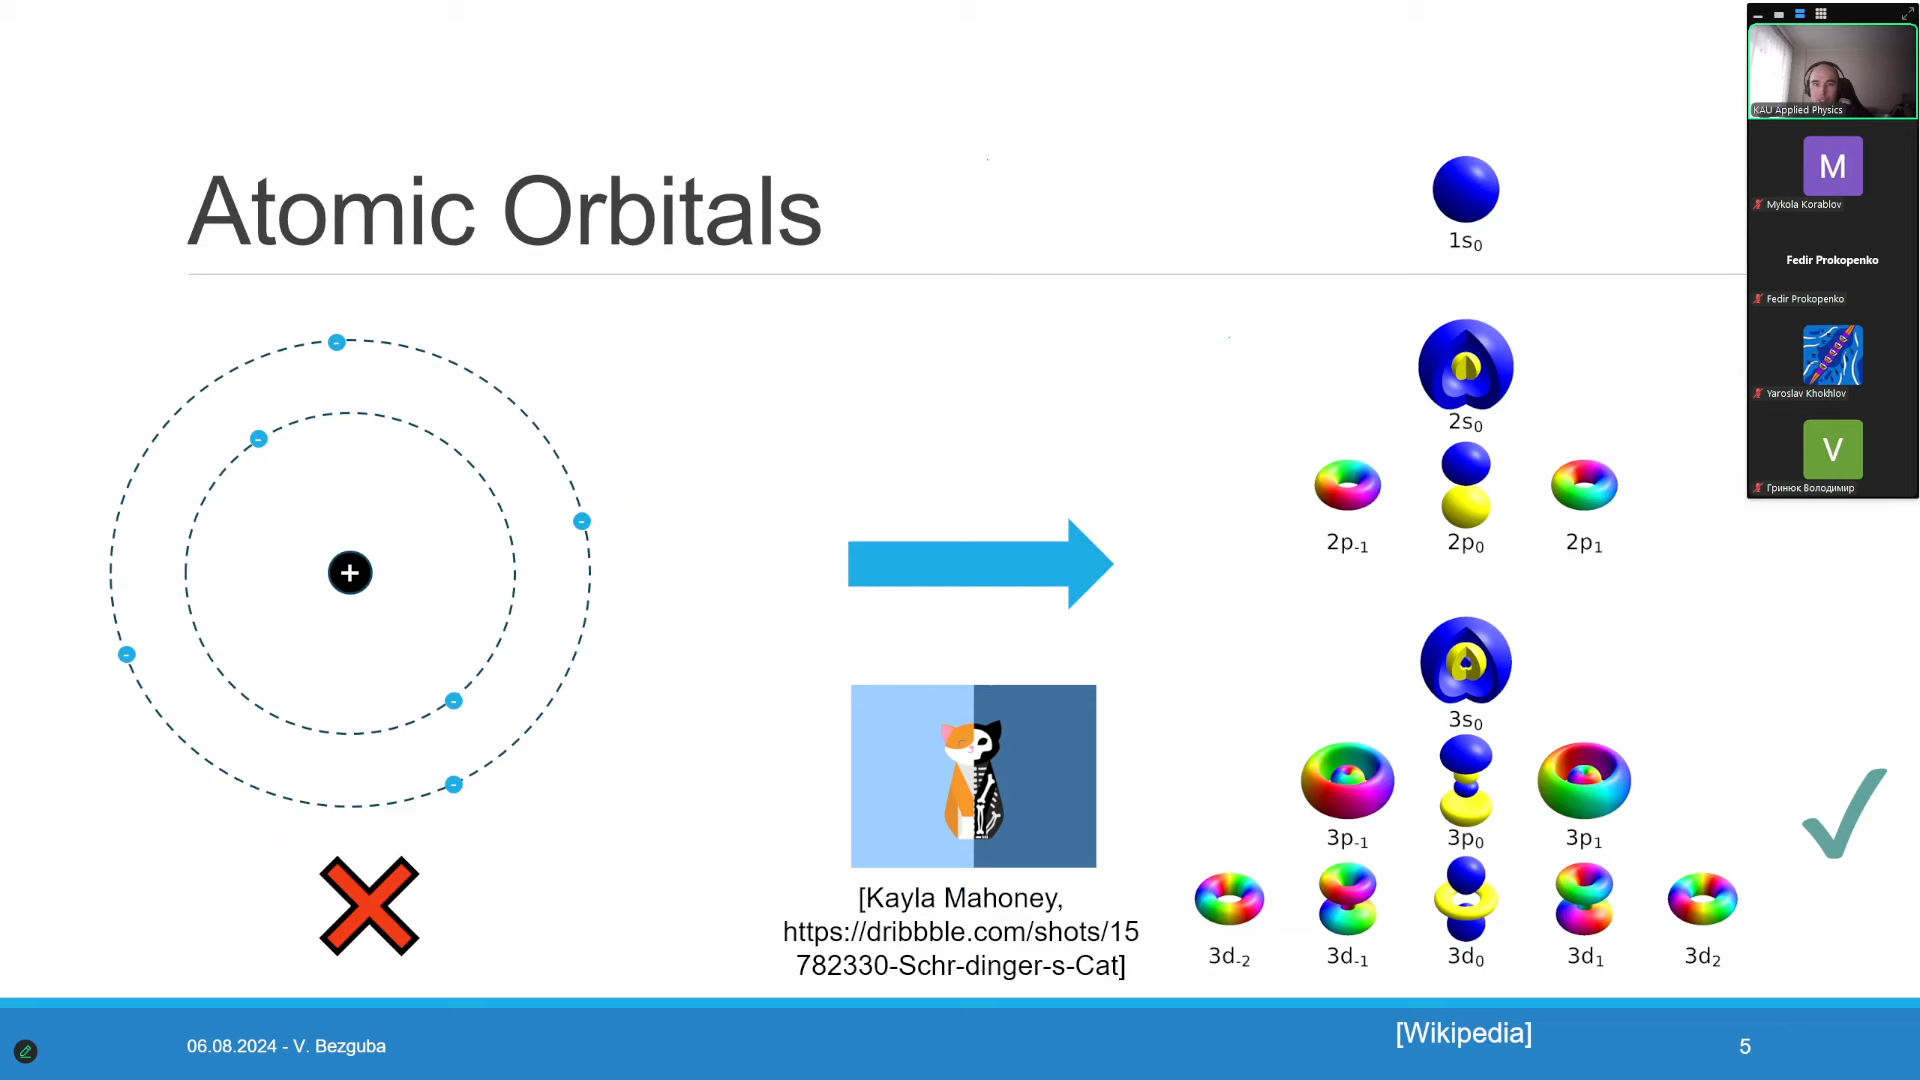 Atomic Orbitals
+
-
-
-
-
-
-
1s0
2s0
2p-1 2p0 2p1
3s0
3p-1 3p0 3p1
3d-2 3d-1 3d0 3d1 3d2
[Kayla Mahoney,
https://dribbble.com/shots/15
782330-Schr-dinger-s-Cat]
[Wikipedia]
06.08.2024 - V. Bezguba
5
KAU Applied Physics
M
Mykola Korablov
Fedir Prokopenko
Fedir Prokopenko
Yaroslav Khokhlov
V
Гринюк Володимир